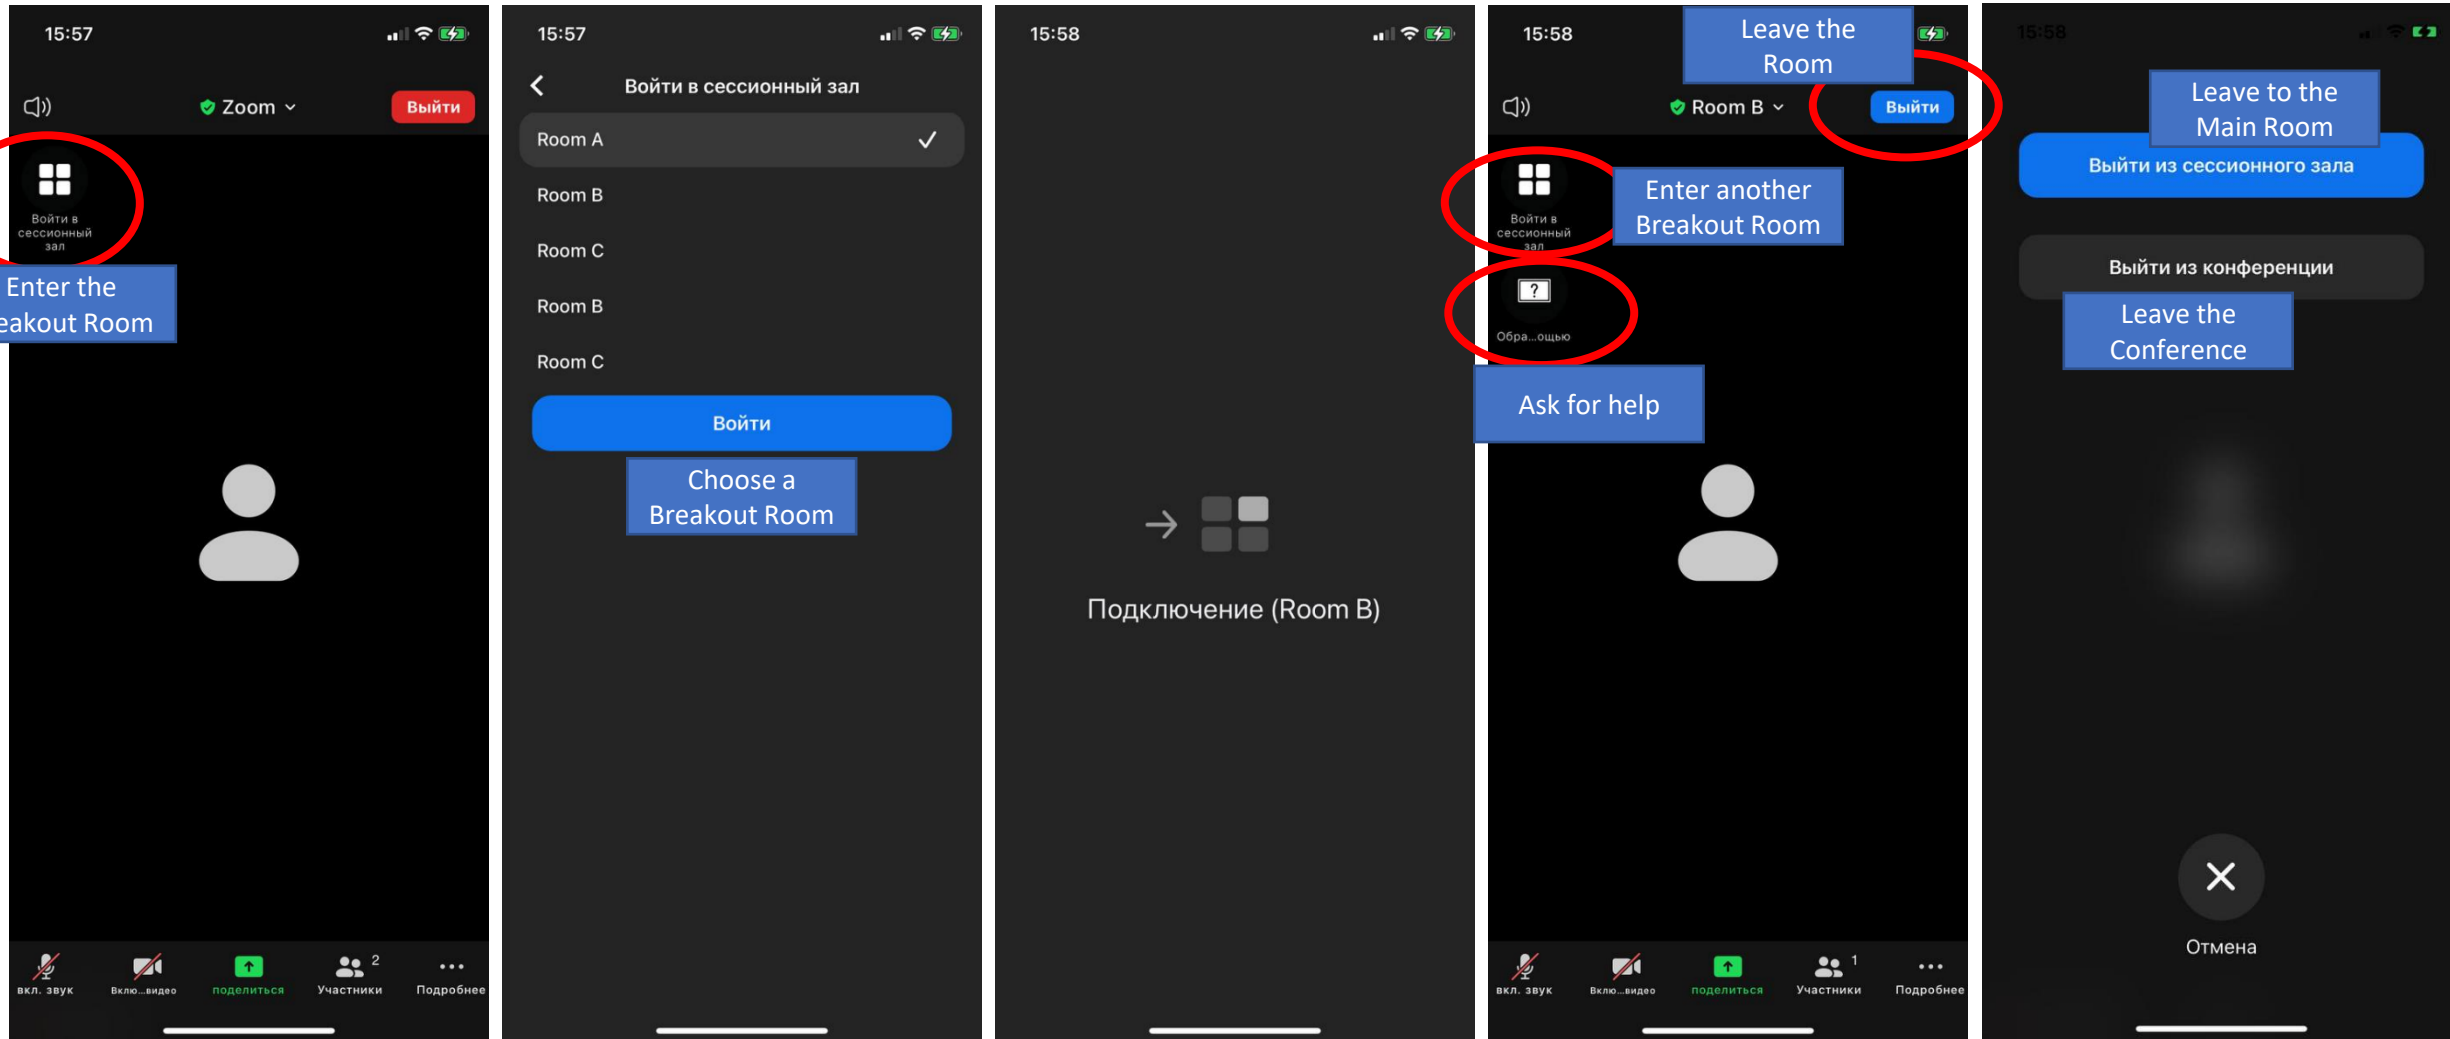 15:57
Zoom
Выйти
Войти в
сессионный
зал
Enter the
eakout Room
вкл. звук
Вклю...видео
поделиться
Участники
2
Подробнее
15:57
Войти в сессионный зал
Room A
Room B
Room C
Room B
Room C
Войти
Choose a
Breakout Room
15:58
Подключение (Room B)
15:58
Leave the
Room
Room B
Выйти
Войти в
сессионный
зал
Enter another
Breakout Room
?
Обра...ощью
Ask for help
вкл. звук
Вклю...видео
поделиться
Участники
1
Подробнее
15:58
Leave to the
Main Room
Выйти из сессионного зала
Выйти из конференции
Leave the
Conference
Отмена